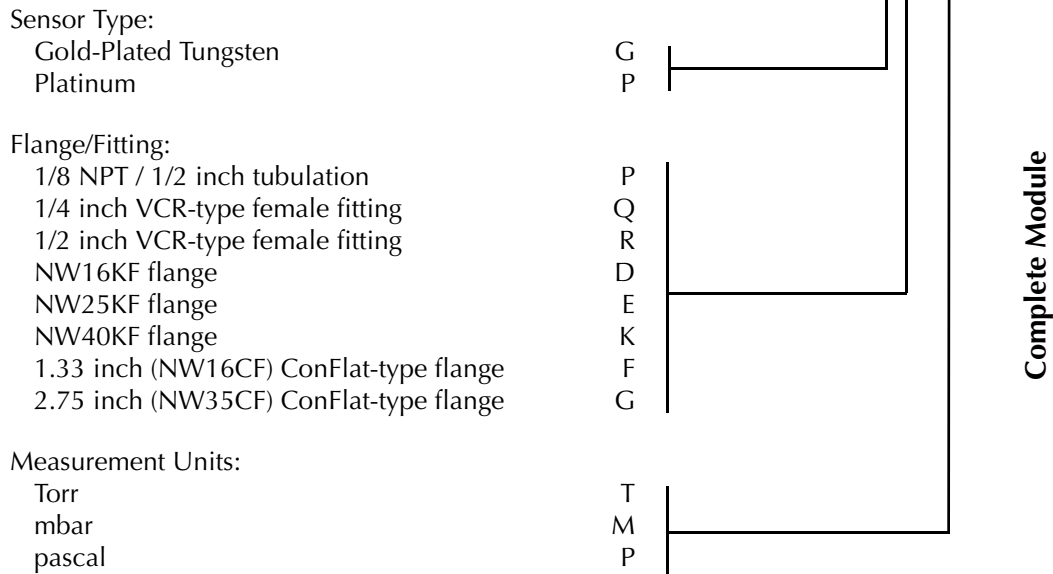 Sensor Type:
Gold-Plated Tungsten G
Platinum P
Flange/Fitting:
1/8 NPT / 1/2 inch tubulation P
1/4 inch VCR-type female fitting Q
1/2 inch VCR-type female fitting R
NW16KF flange D
NW25KF flange E
NW40KF flange K
1.33 inch (NW16CF) ConFlat-type flange F
2.75 inch (NW35CF) ConFlat-type flange G
Measurement Units:
Torr T
mbar M
pascal P
Complete Module